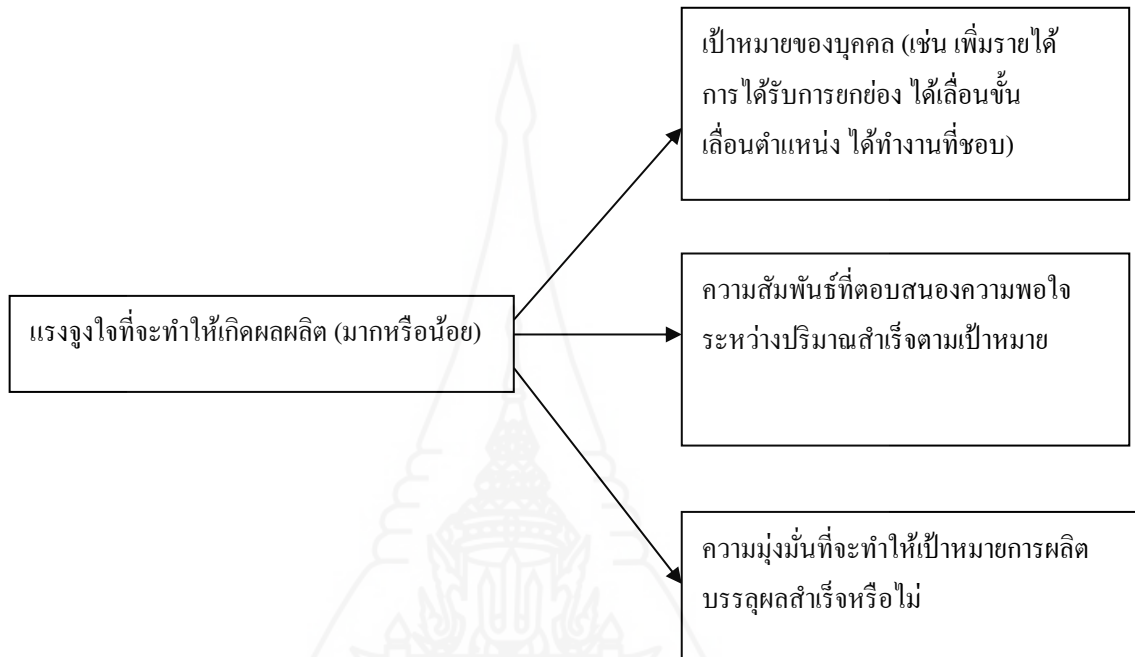 เป้าหมายของบุคคล (เช่น เพิ่มรายได้
การได้รับการยกย่อง ได้เลื่อนขั้น
เลื่อนตำแหน่ง ได้ทำงานที่ชอบ)
แรงจูงใจที่จะทำให้เกิดผลผลิต (มากหรือน้อย)
ความสัมพันธ์ที่ตอบสนองความพอใจ
ระหว่างปริมาณสำเร็จตามเป้าหมาย
ความมุ่งมั่นที่จะทำให้เป้าหมายการผลิต
บรรลุผลสำเร็จหรือไม่